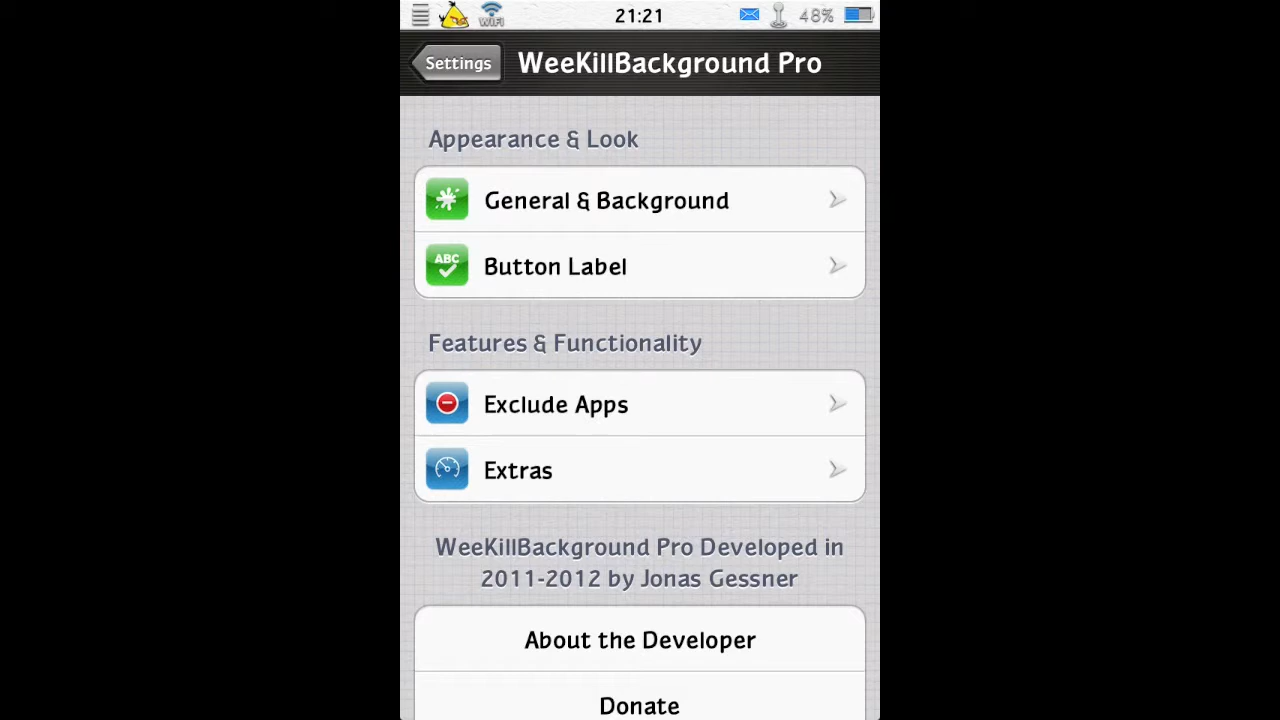 WiFi
21:21
48%
Settings
WeeKillBackground Pro
Appearance & Look
General & Background
ABC
Button Label
Features & Functionality
Exclude Apps
Extras
WeeKillBackground Pro Developed in
2011-2012 by Jonas Gessner
About the Developer
Donate